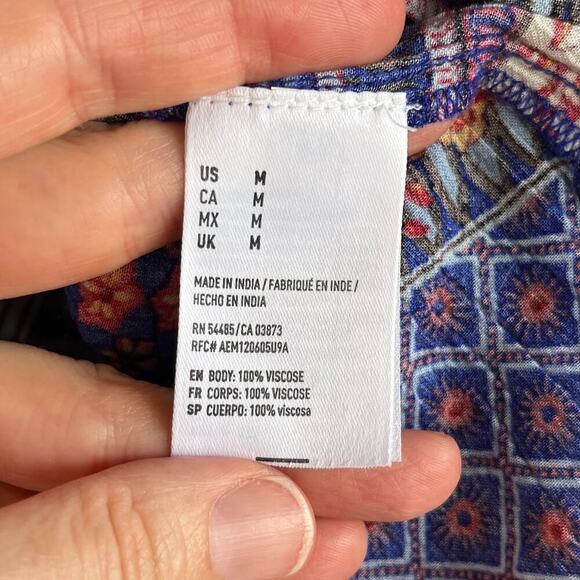 US M
CA M
MX M
UK M
MADE IN INDIA / FABRIQUÉ EN INDE /
HECHO EN INDIA
RN 54485/CA 03873
RFC# AEM120605U9A
EN BODY: 100% VISCOSE
FR CORPS: 100% VISCOSE
SP CUERPO: 100% viscosa